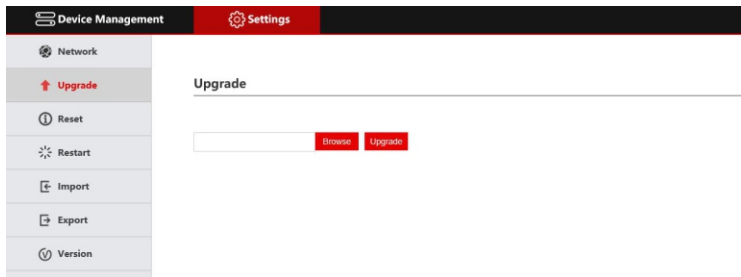 Device Management Settings
Network
Upgrade
Upgrade
Reset
Browse Upgrade
Restart
Import
Export
Version